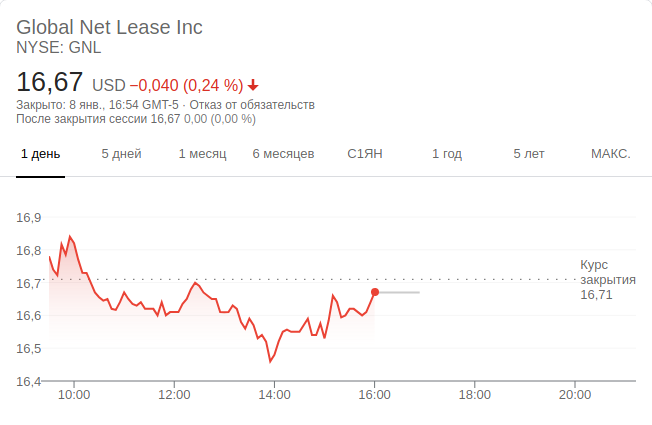 Global Net Lease Inc
NYSE: GNL
16,67 USD −0,040 (0,24 %)
Закрыто: 8 янв., 16:54 GMT-5 · Отказ от обязательств
После закрытия сессии 16,67 0,00 (0,00 %)
1 день 5 дней 1 месяц 6 месяцев С1ЯН 1 год 5 лет МАКС.
16,9
16,8
16,7
16,6
16,5
16,4
Курс
закрытия
16,71
10:00 12:00 14:00 16:00 18:00 20:00